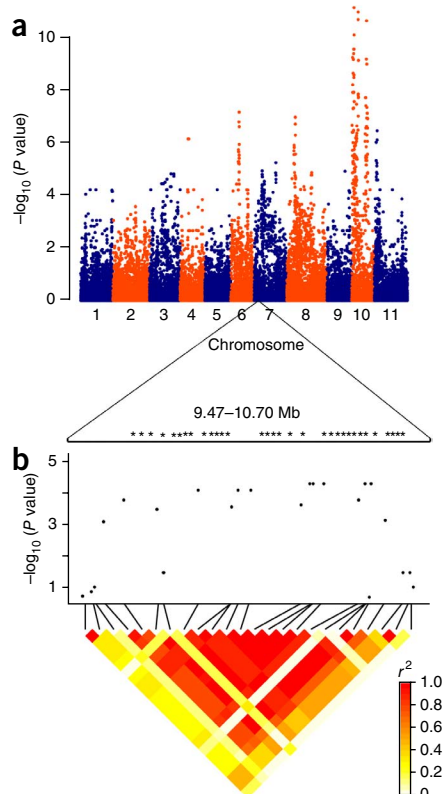 a
10
8
6
4
2
0
–log10 (P value)
1 2 3 4 5 6 7 8 9 10 11
Chromosome
9.47–10.70 Mb
*** ***** ***** ***** * * ******** * ****
b
5
3
1
–log10 (P value)
r2
1.0
0.8
0.6
0.4
0.2
0